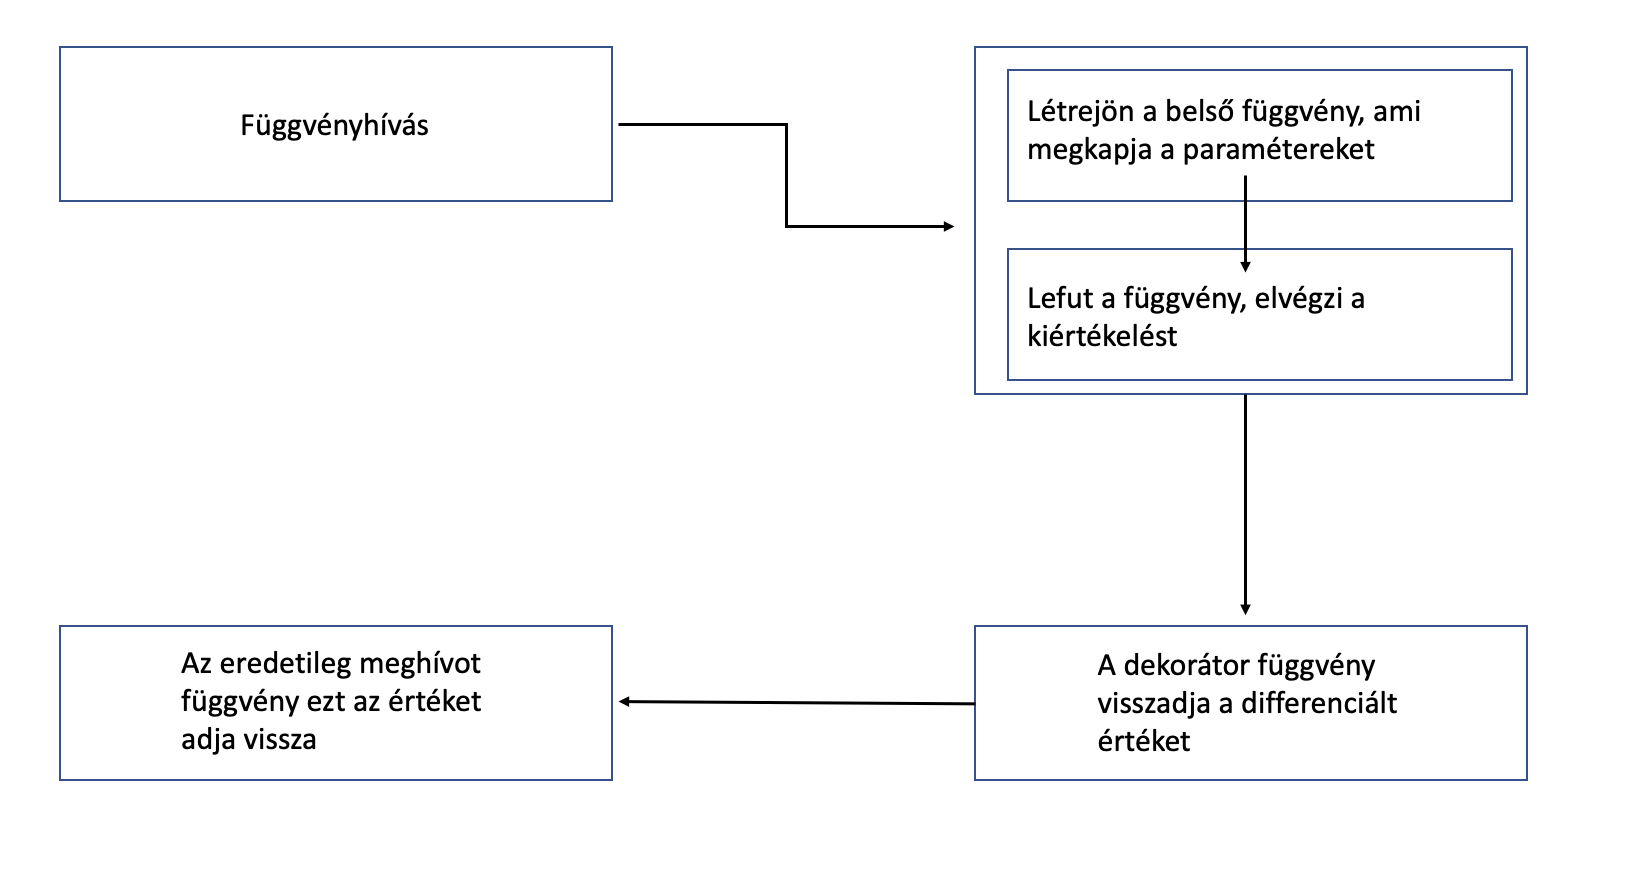 Függvényhívás
Létrejön a belső függvény, ami
megkapja a paramétereket
Lefut a függvény, elvégzi a
kiértékelést
A dekorátor függvény
visszadja a differenciált
értéket
Az eredetileg meghívot
függvény ezt az értéket
adja vissza